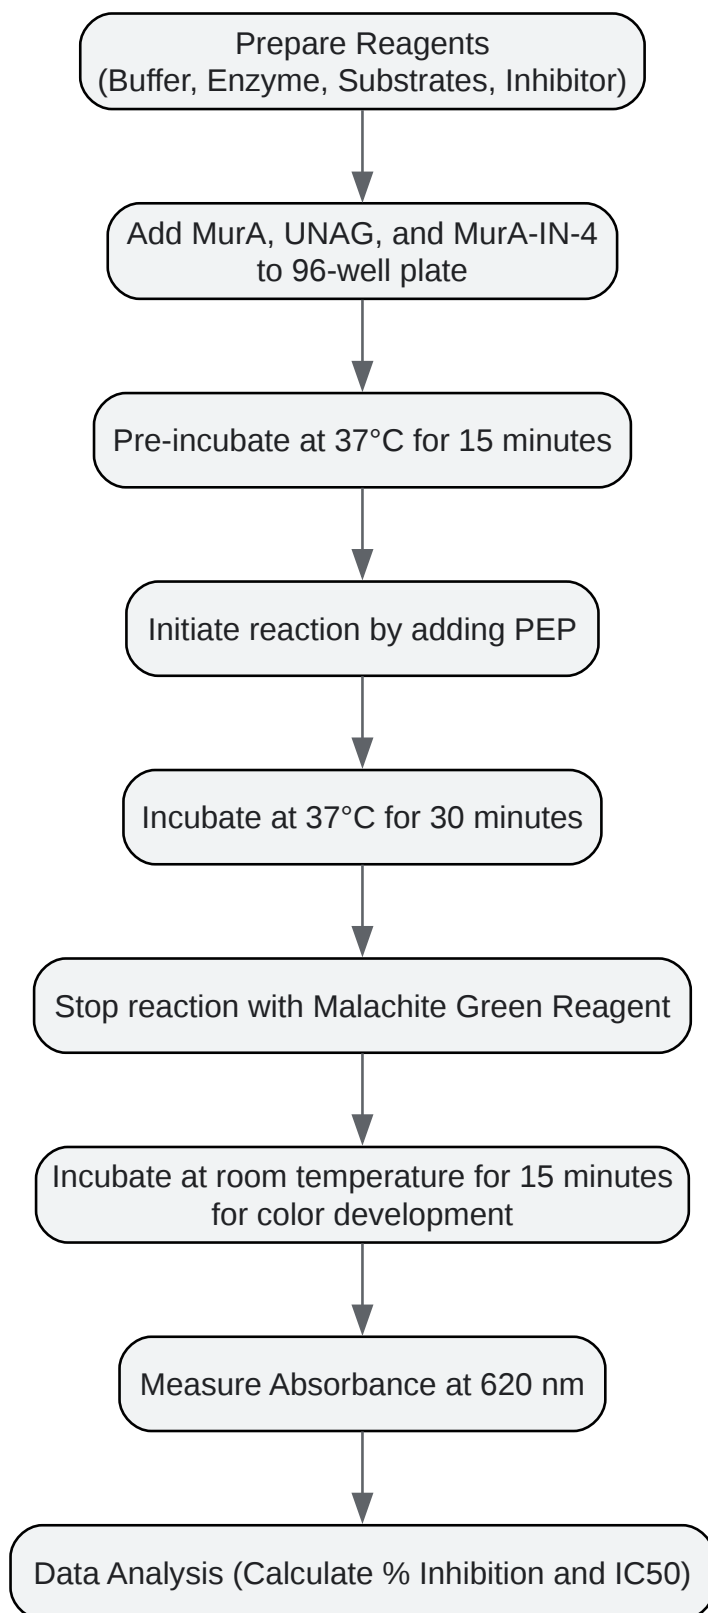 Prepare Reagents
(Buffer, Enzyme, Substrates, Inhibitor)
Add MurA, UNAG, and MurA-IN-4
to 96-well plate
Pre-incubate at 37°C for 15 minutes
Initiate reaction by adding PEP
Incubate at 37°C for 30 minutes
Stop reaction with Malachite Green Reagent
Incubate at room temperature for 15 minutes
for color development
Measure Absorbance at 620 nm
Data Analysis (Calculate % Inhibition and IC50)